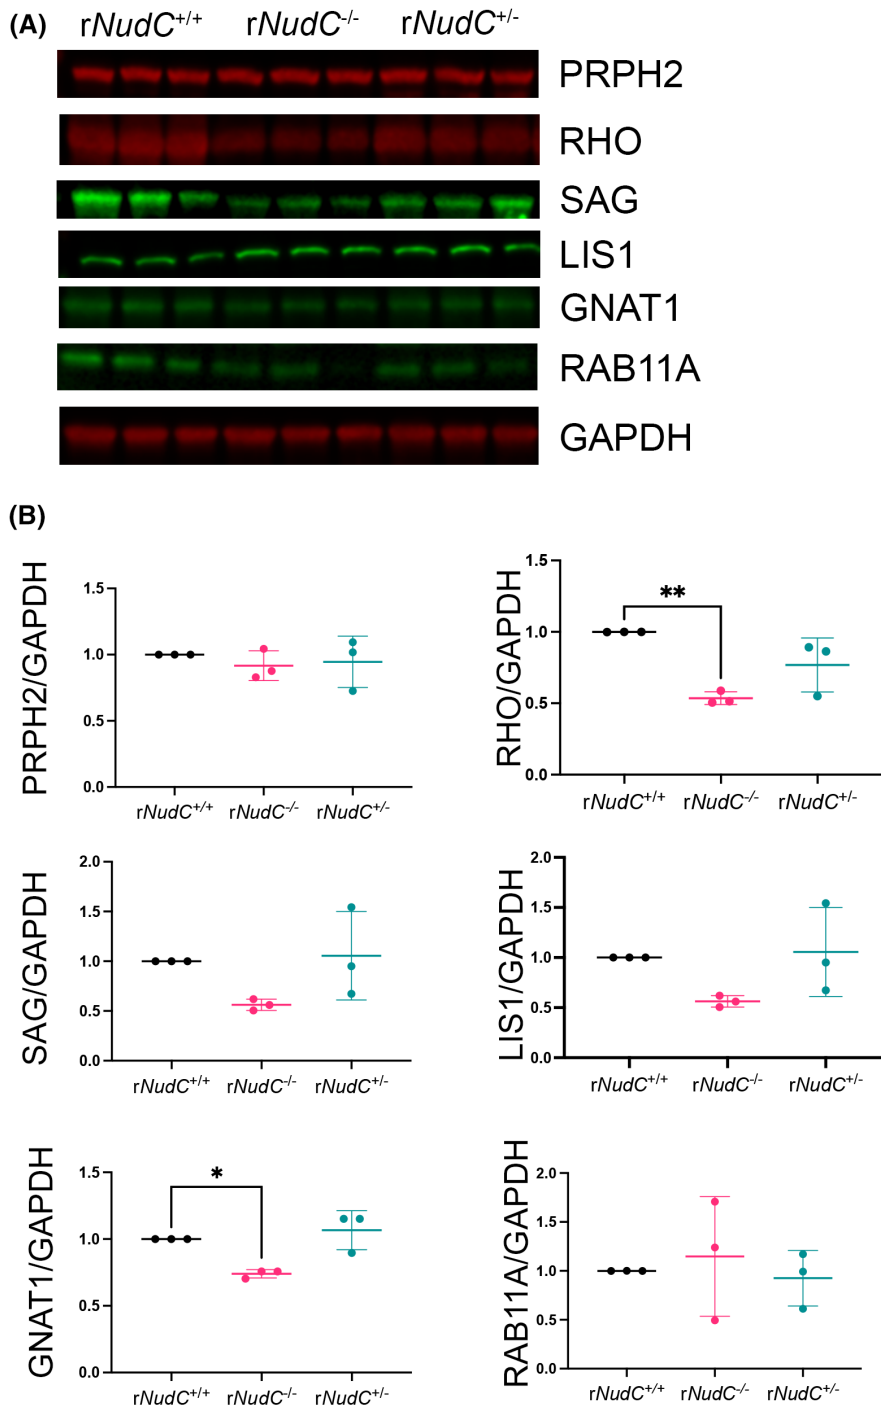 (A) rNudC+/+ rNudC-/- rNudC+/-
PRPH2
RHO
SAG
LIS1
GNAT1
RAB11A
GAPDH
(B)
PRPH2/GAPDH
1.5
1.0
0.5
0.0
rNudC+/+ rNudC-/- rNudC+/-
RHO/GAPDH
1.5
1.0
0.5
0.0
**
rNudC+/+ rNudC-/- rNudC+/-
SAG/GAPDH
2.0
1.5
1.0
0.5
0.0
rNudC+/+ rNudC-/- rNudC+/-
LIS1/GAPDH
2.0
1.5
1.0
0.5
0.0
rNudC+/+ rNudC-/- rNudC+/-
GNAT1/GAPDH
1.5
1.0
0.5
0.0
*
rNudC+/+ rNudC-/- rNudC+/-
RAB11A/GAPDH
2.0
1.5
1.0
0.5
0.0
rNudC+/+ rNudC-/- rNudC+/-